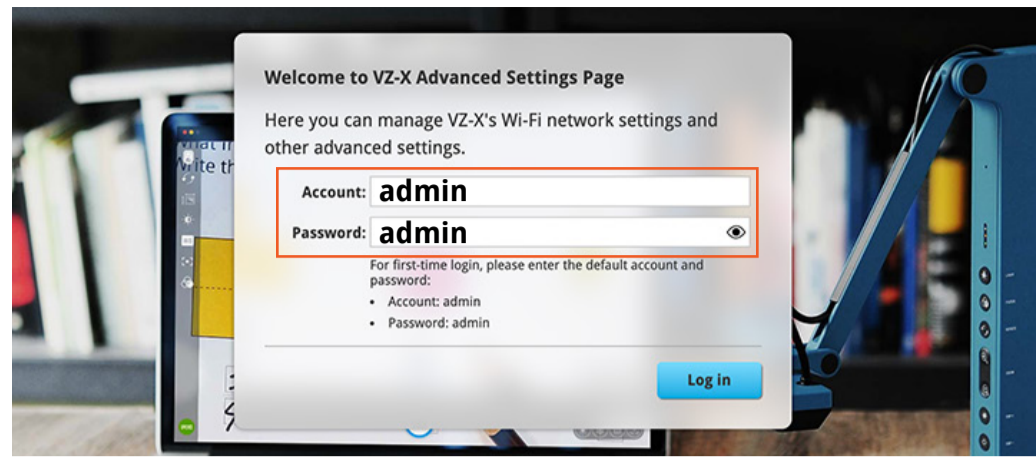 Welcome to VZ-X Advanced Settings Page
Here you can manage VZ-X's Wi-Fi network settings and
other advanced settings.
Account: admin
Password: admin
For first-time login, please enter the default account and
password:
• Account: admin
• Password: admin
Log in
Write th